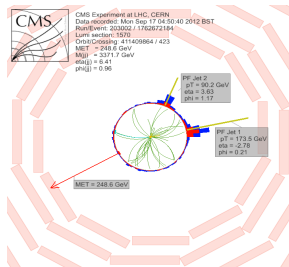 CMS
CMS Experiment at LHC, CERN
Data recorded: Mon Sep 17 04:50:40 2012 BST
Run/Event: 203002 / 1762672184
Lumi section: 1570
Orbit/Crossing: 411409864 / 423
MET = 248.6 GeV
M(jj) = 3371.7 GeV
eta(jj) = 6.41
phi(jj) = 0.96
PF Jet 2
pT = 90.2 GeV
eta = 3.63
phi = 1.17
PF Jet 1
pT = 173.5 GeV
eta = -2.78
phi = 0.21
MET = 248.6 GeV